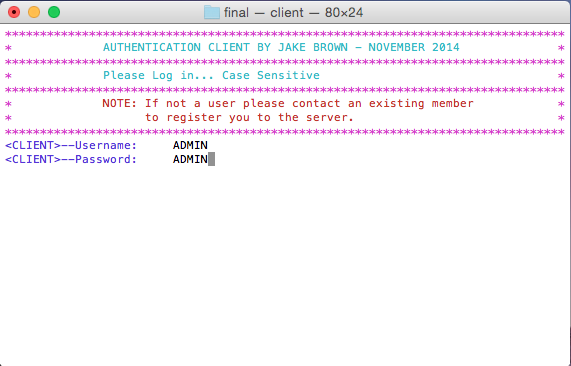 final — client — 80×24
********************************************************************************
* AUTHENTICATION CLIENT BY JAKE BROWN – NOVEMBER 2014 *
********************************************************************************
* Please Log in... Case Sensitive *
********************************************************************************
* NOTE: If not a user please contact an existing member *
* to register you to the server. *
********************************************************************************
<CLIENT>--Username: ADMIN
<CLIENT>--Password: ADMIN